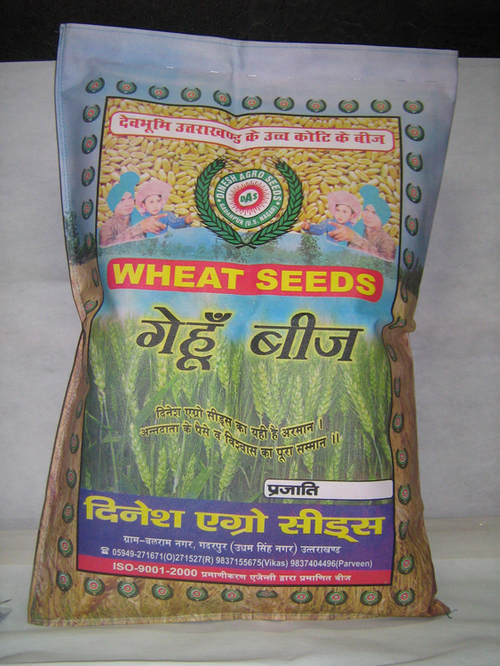 देवभूमि उत्तराखण्ड के उच्च कोटि के बीज
DINESH AGRO SEEDS
DAS
GADARPUR (U.S. NAGAR)
WHEAT SEEDS
गेहूँ बीज
दिनेश एग्रो सीड्स का यही है अरमान ।
अन्नदाता के पैसे व विश्वास का पूरा सम्मान ।।
प्रजाति
दिनेश एग्रो सीड्स
ग्राम-बलराम नगर, गदरपुर (उधम सिंह नगर) उत्तराखण्ड
☎ 05949-271671(O)271527(R) 9837155675(Vikas) 9837404496(Parveen)
ISO-9001-2000 प्रमाणीकरण एजेन्सी द्वारा प्रमाणित बीज